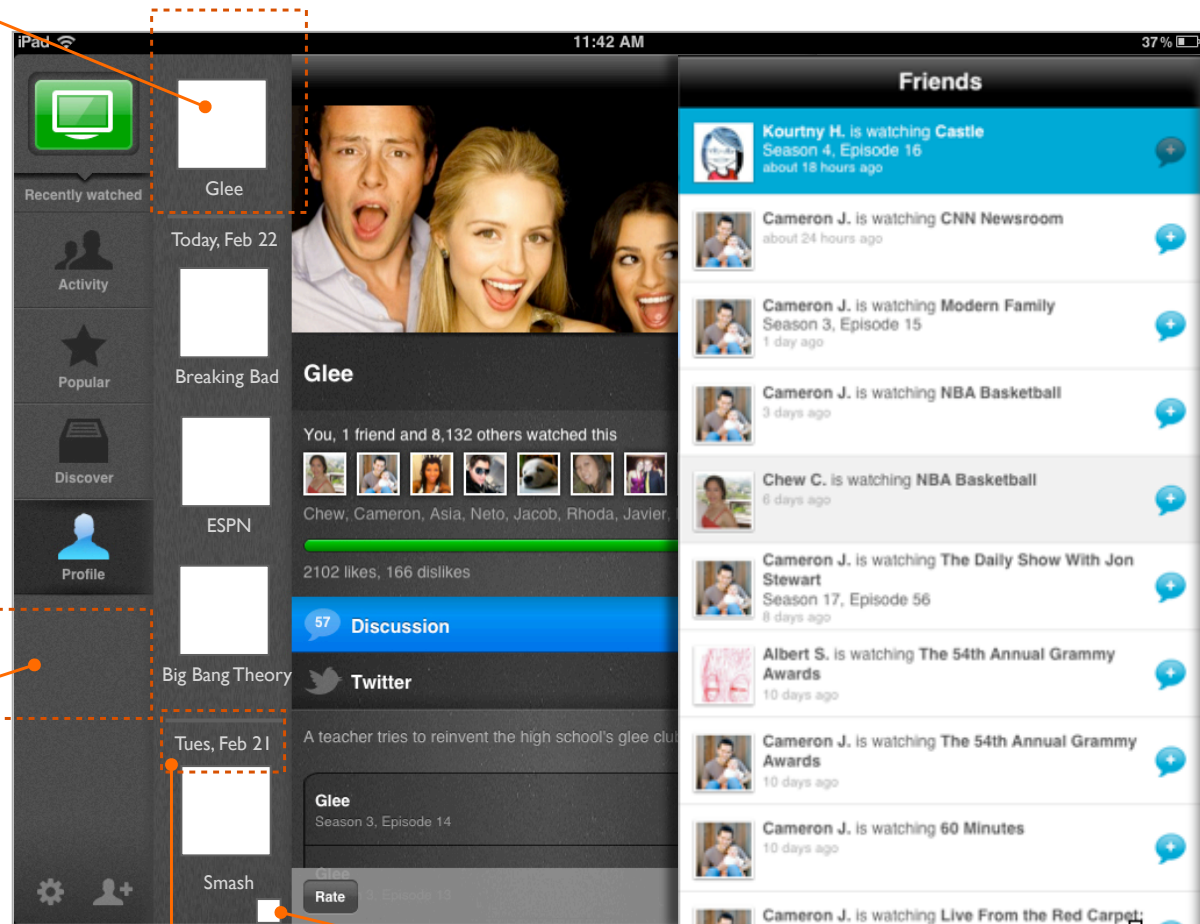 iPad
11:42 AM
37%
Recently watched
Activity
Popular
Discover
Profile
Glee
Today, Feb 22
Breaking Bad
ESPN
Big Bang Theory
Tues, Feb 21
Smash
Glee
You, 1 friend and 8,132 others watched this
Chew, Cameron, Asia, Neto, Jacob, Rhoda, Javier,
2102 likes, 166 dislikes
57 Discussion
Twitter
A teacher tries to reinvent the high school's glee
Glee
Season 3, Episode 14
Glee
Rate
Friends
Kourtny H. is watching Castle
Season 4, Episode 16
about 18 hours ago
Cameron J. is watching CNN Newsroom
about 24 hours ago
Cameron J. is watching Modern Family
Season 3, Episode 15
1 day ago
Cameron J. is watching NBA Basketball
3 days ago
Chew C. is watching NBA Basketball
6 days ago
Cameron J. is watching The Daily Show With Jon
Stewart
Season 17, Episode 56
8 days ago
Albert S. is watching The 54th Annual Grammy
Awards
10 days ago
Cameron J. is watching The 54th Annual Grammy
Awards
10 days ago
Cameron J. is watching 60 Minutes
10 days ago
Cameron J. is watching Live From the Red Carpet: